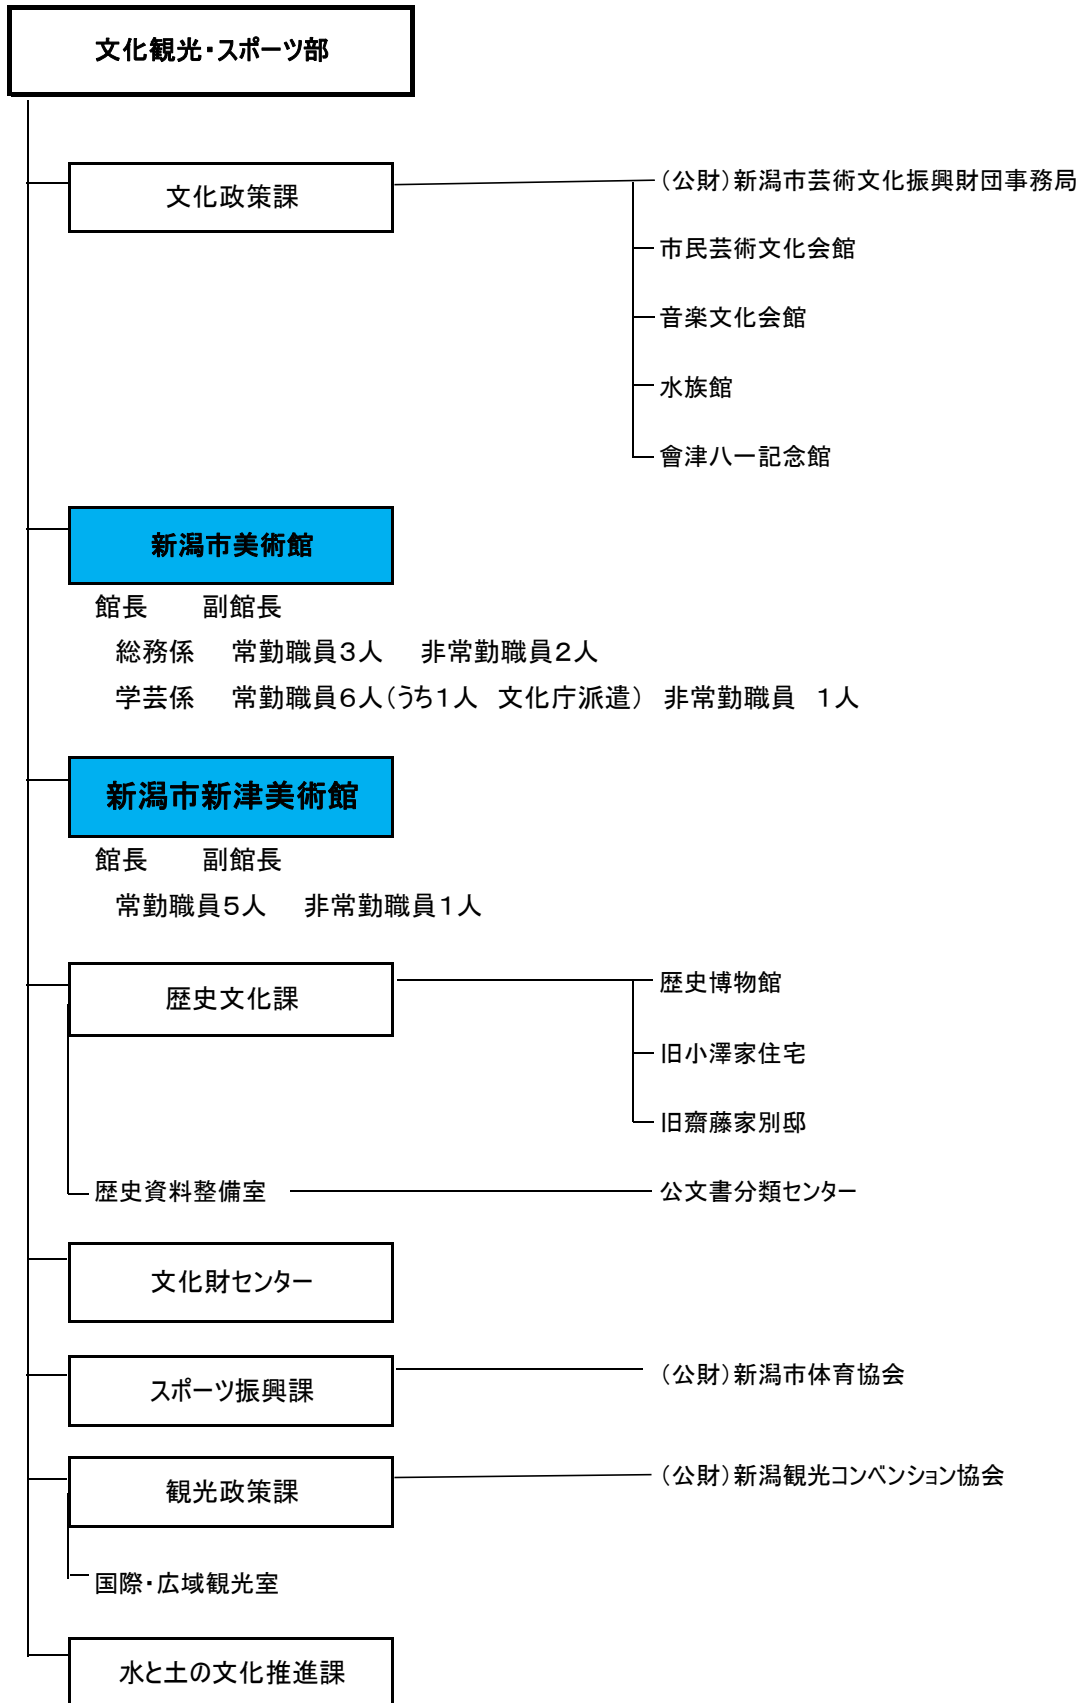 文化観光・スポーツ部
文化政策課
（公財）新潟市芸術文化振興財団事務局
市民芸術文化会館
音楽文化会館
水族館
會津八一記念館
新潟市美術館
館長　　副館長
総務係　常勤職員３人　非常勤職員２人
学芸係　常勤職員６人（うち１人　文化庁派遣）　非常勤職員　１人
新潟市新津美術館
館長　　副館長
常勤職員５人　非常勤職員１人
歴史文化課
歴史博物館
旧小澤家住宅
旧齋藤家別邸
歴史資料整備室
公文書分類センター
文化財センター
スポーツ振興課
（公財）新潟市体育協会
観光政策課
（公財）新潟観光コンベンション協会
国際・広域観光室
水と土の文化推進課